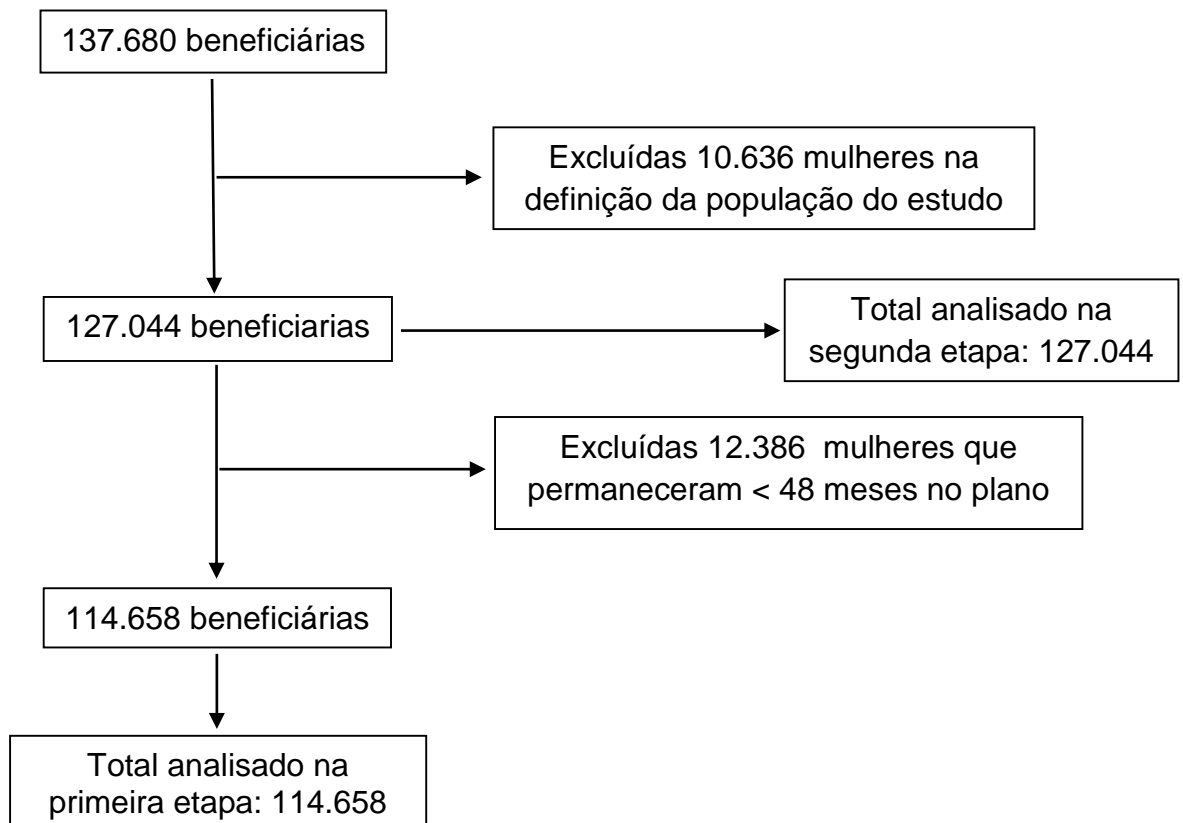 137.680 beneficiárias
Excluídas 10.636 mulheres na
definição da população do estudo
127.044 beneficiarias
Total analisado na
segunda etapa: 127.044
Excluídas 12.386 mulheres que
permaneceram < 48 meses no plano
114.658 beneficiárias
Total analisado na
primeira etapa: 114.658